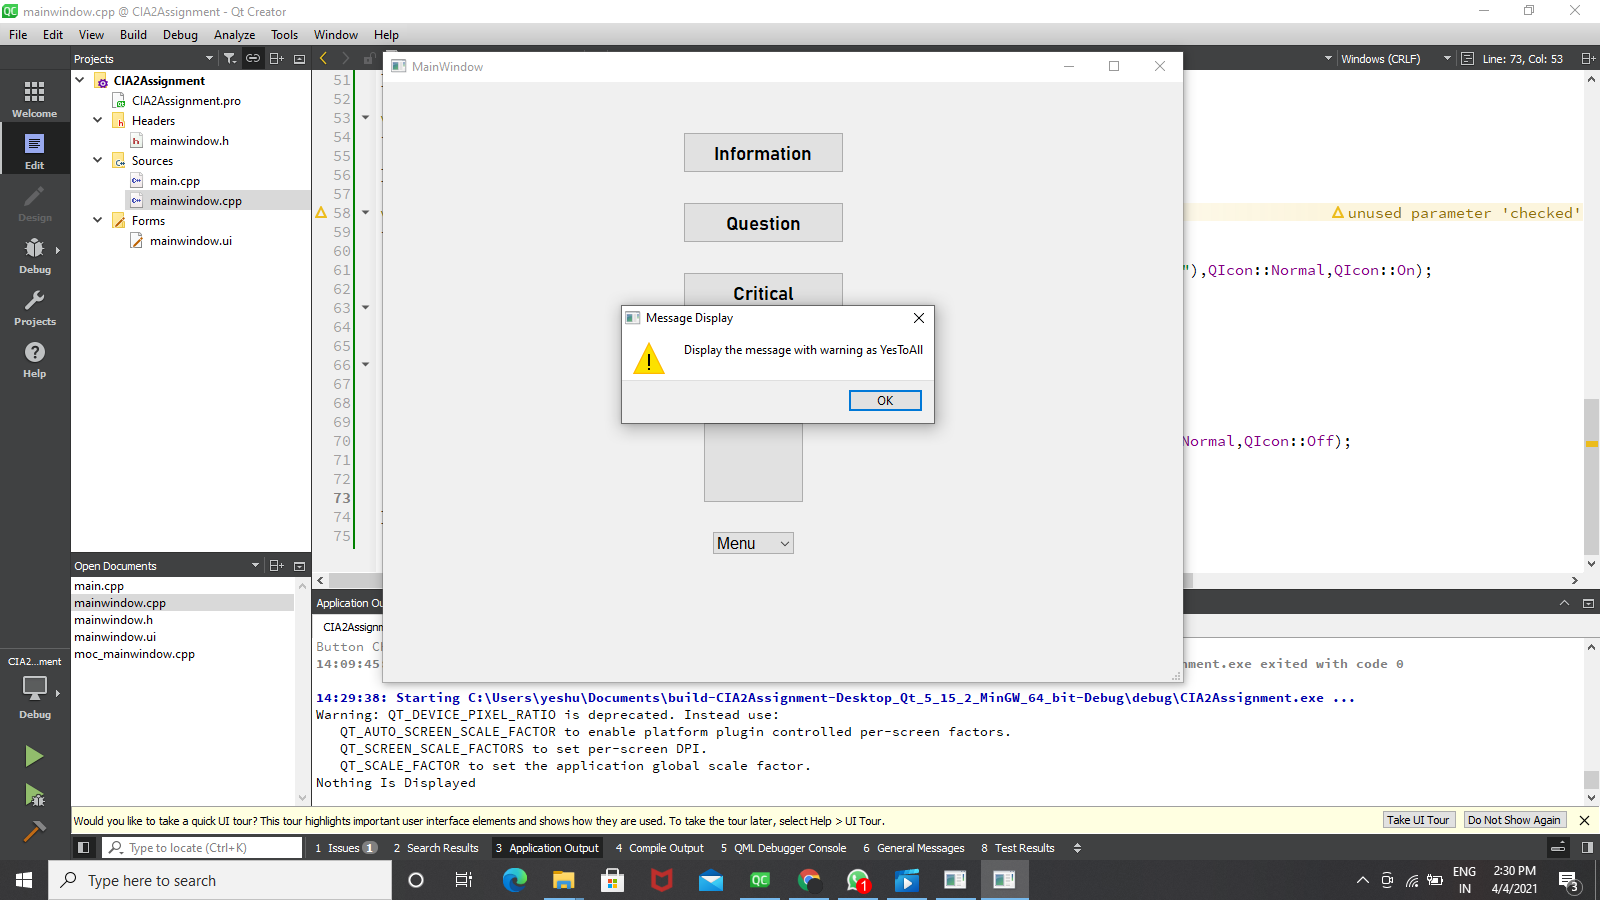 mainwindow.cpp @ CIA2Assignment - Qt Creator
File Edit View Build Debug Analyze Tools Window Help
Projects
Windows (CRLF)
Line: 73, Col: 53
Welcome
Edit
Design
Debug
Projects
Help
CIA2Assignment
CIA2Assignment.pro
Headers
mainwindow.h
Sources
main.cpp
mainwindow.cpp
Forms
mainwindow.ui
51
52
53
54
55
56
57
58
59
60
61
62
63
64
65
66
67
68
69
70
71
72
73
74
75
unused parameter 'checked'
"),QIcon::Normal,QIcon::On);
Normal,QIcon::Off);
MainWindow
Information
Question
Critical
Message Display
Display the message with warning as YesToAll
OK
Menu
Open Documents
main.cpp
mainwindow.cpp
mainwindow.h
mainwindow.ui
moc_mainwindow.cpp
CIA2...ment
Debug
Application Ou
CIA2Assignm
Button C
14:09:45:
nment.exe exited with code 0
14:29:38: Starting C:\Users\yeshu\Documents\build-CIA2Assignment-Desktop_Qt_5_15_2_MinGW_64_bit-Debug\debug\CIA2Assignment.exe ...
Warning: QT_DEVICE_PIXEL_RATIO is deprecated. Instead use:
QT_AUTO_SCREEN_SCALE_FACTOR to enable platform plugin controlled per-screen factors.
QT_SCREEN_SCALE_FACTORS to set per-screen DPI.
QT_SCALE_FACTOR to set the application global scale factor.
Nothing Is Displayed
Would you like to take a quick UI tour? This tour highlights important user interface elements and shows how they are used. To take the tour later, select Help > UI Tour.
Take UI Tour
Do Not Show Again
Type to locate (Ctrl+K)
1 Issues 1
2 Search Results
3 Application Output
4 Compile Output
5 QML Debugger Console
6 General Messages
8 Test Results
Type here to search
QC
1
ENG
IN
2:30 PM
4/4/2021
3